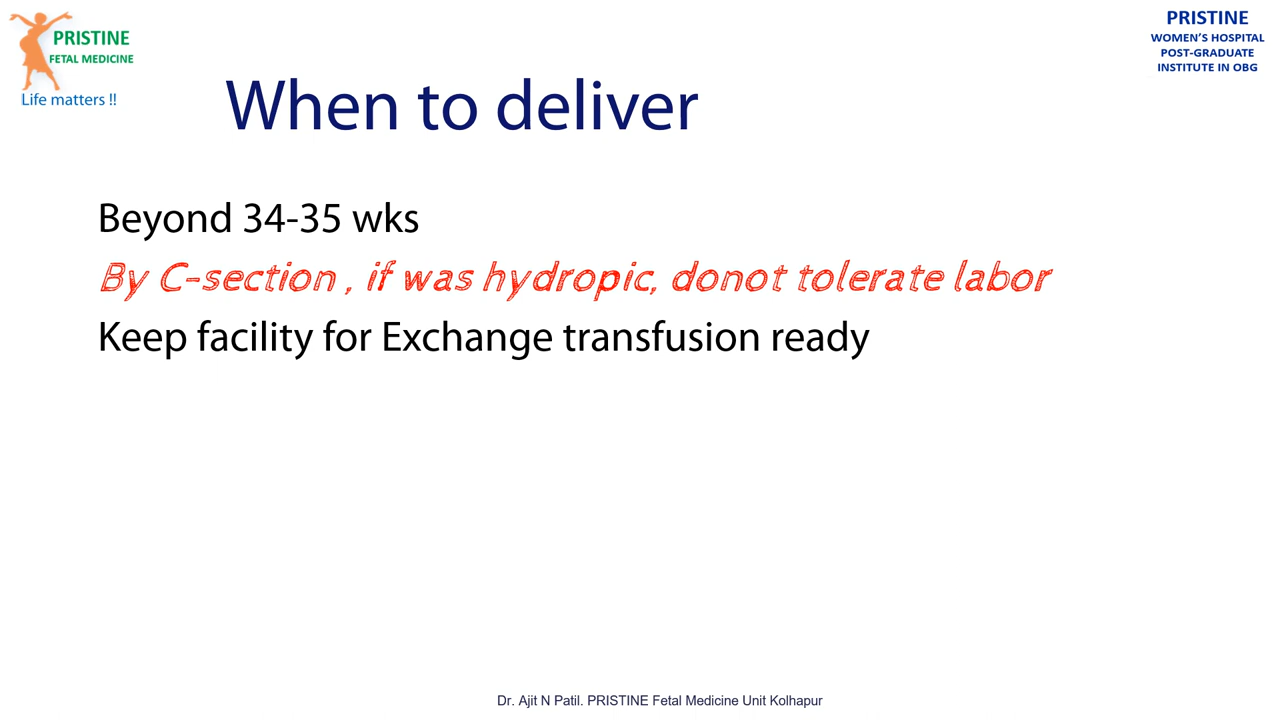 PRISTINE
FETAL MEDICINE
Life matters !!
PRISTINE
WOMEN'S HOSPITAL
POST-GRADUATE
INSTITUTE IN OBG
When to deliver
Beyond 34-35 wks
By C-section , if was hydropic, donot tolerate labor
Keep facility for Exchange transfusion ready
Dr. Ajit N Patil. PRISTINE Fetal Medicine Unit Kolhapur